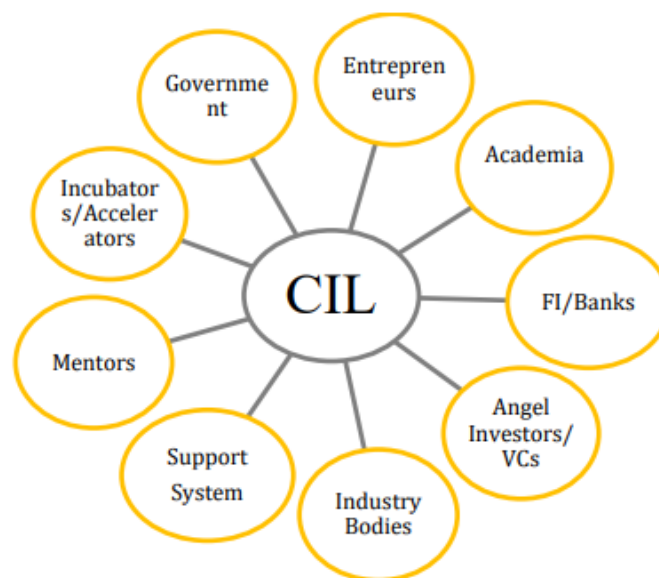 Governme
nt
Entrepren
eurs
Academia
FI/Banks
Angel
Investors/
VCs
Industry
Bodies
Support
System
Mentors
Incubator
s/Acceler
ators
CIL